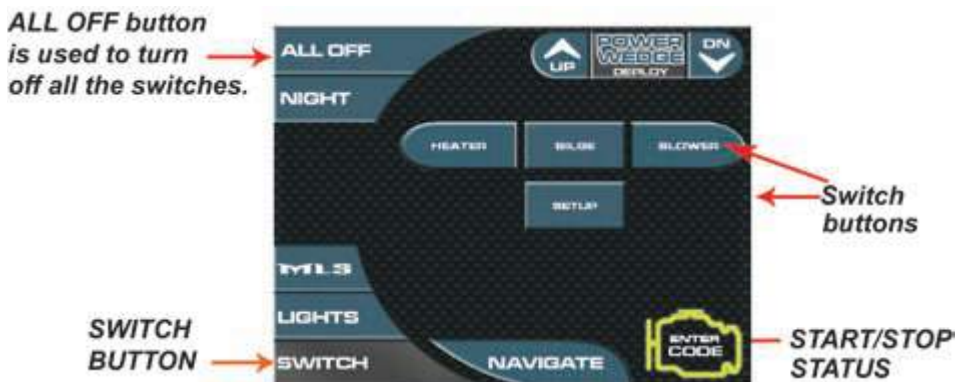 ALL OFF button
is used to turn
off all the switches.
ALL OFF
NIGHT
UP
POWER
WEDGE
DEPLOY
DN
HEATER
BILGE
BLOWER
SETUP
Switch
buttons
MLS
LIGHTS
SWITCH
BUTTON
SWITCH
NAVIGATE
ENTER
CODE
START/STOP
STATUS